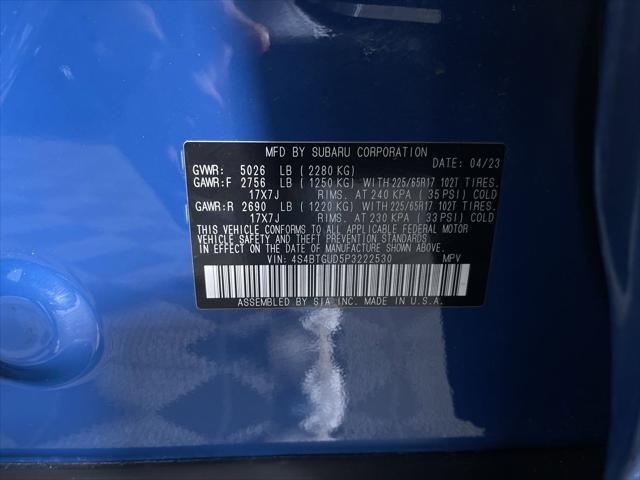 MFD BY SUBARU CORPORATION
DATE: 04/23
GVWR: 5026 LB (2280 KG)
GAWR:F 2756 LB (1250 KG) WITH 225/65R17 102T TIRES.
17X7J RIMS. AT 240 KPA (35 PSI) COLD
GAWR:R 2690 LB (1220 KG) WITH 225/65R17 102T TIRES.
17X7J RIMS. AT 230 KPA (33 PSI) COLD
THIS VEHICLE CONFORMS TO ALL APPLICABLE FEDERAL MOTOR
VEHICLE SAFETY AND THEFT PREVENTION STANDARDS
IN EFFECT ON THE DATE OF MANUFACTURE SHOWN ABOVE.
VIN: 4S4BTGUD5P3222530 MPV
ASSEMBLED BY SIA INC. MADE IN U.S.A.